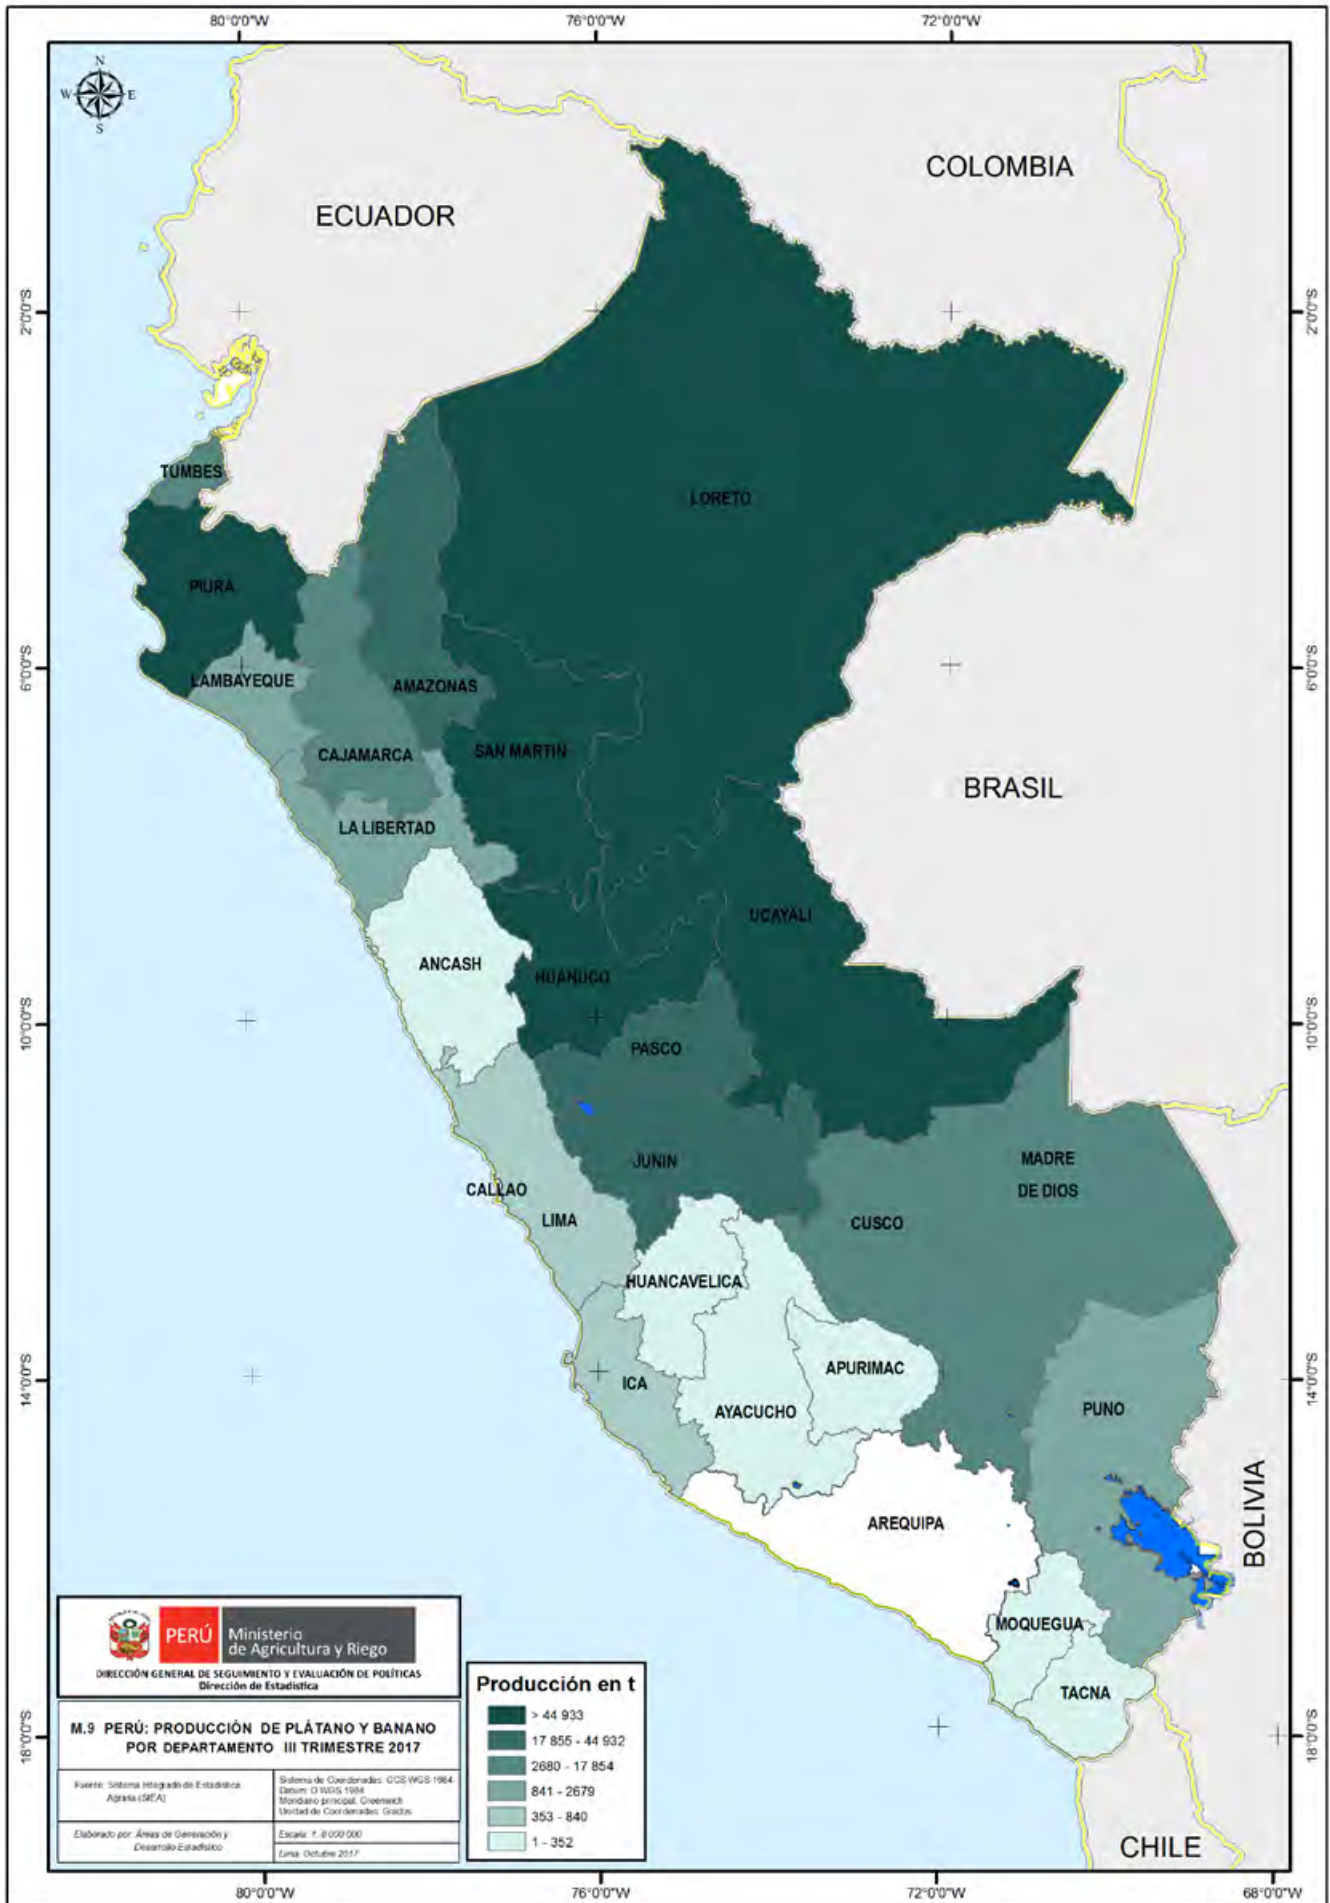 80°0'0"W 76°0'0"W 72°0'0"W
N
W E
S
COLOMBIA
ECUADOR
2°0'0"S 2°0'0"S
TUMBES
LORETO
PIURA
6°0'0"S 6°0'0"S
LAMBAYEQUE
AMAZONAS
CAJAMARCA
SAN MARTIN
BRASIL
LA LIBERTAD
UCAYALI
ANCASH
HUANUCO
10°0'0"S 10°0'0"S
PASCO
JUNIN
MADRE
DE DIOS
CALLAO
LIMA
CUSCO
HUANCAVELICA
14°0'0"S 14°0'0"S
ICA
APURIMAC
AYACUCHO
PUNO
AREQUIPA
BOLIVIA
MOQUEGUA
TACNA
18°0'0"S 18°0'0"S
CHILE
PERÚ Ministerio
de Agricultura y Riego
DIRECCIÓN GENERAL DE SEGUIMIENTO Y EVALUACIÓN DE POLÍTICAS
Dirección de Estadística
M.9 PERÚ: PRODUCCIÓN DE PLÁTANO Y BANANO
POR DEPARTAMENTO III TRIMESTRE 2017
Fuente: Sistema Integrado de Estadística
Agraria (SIEA)
Sistema de Coordenadas: GCS WGS 1984
Datum: D WGS 1984
Meridiano principal: Greenwich
Unidad de Coordenadas: Grados
Elaborado por: Áreas de Generación y
Desarrollo Estadístico
Escala: 1: 8 000 000
Lima, Octubre 2017
Producción en t
> 44 933
17 855 - 44 932
2680 - 17 854
841 - 2679
353 - 840
1 - 352
80°0'0"W 76°0'0"W 72°0'0"W 68°0'0"W